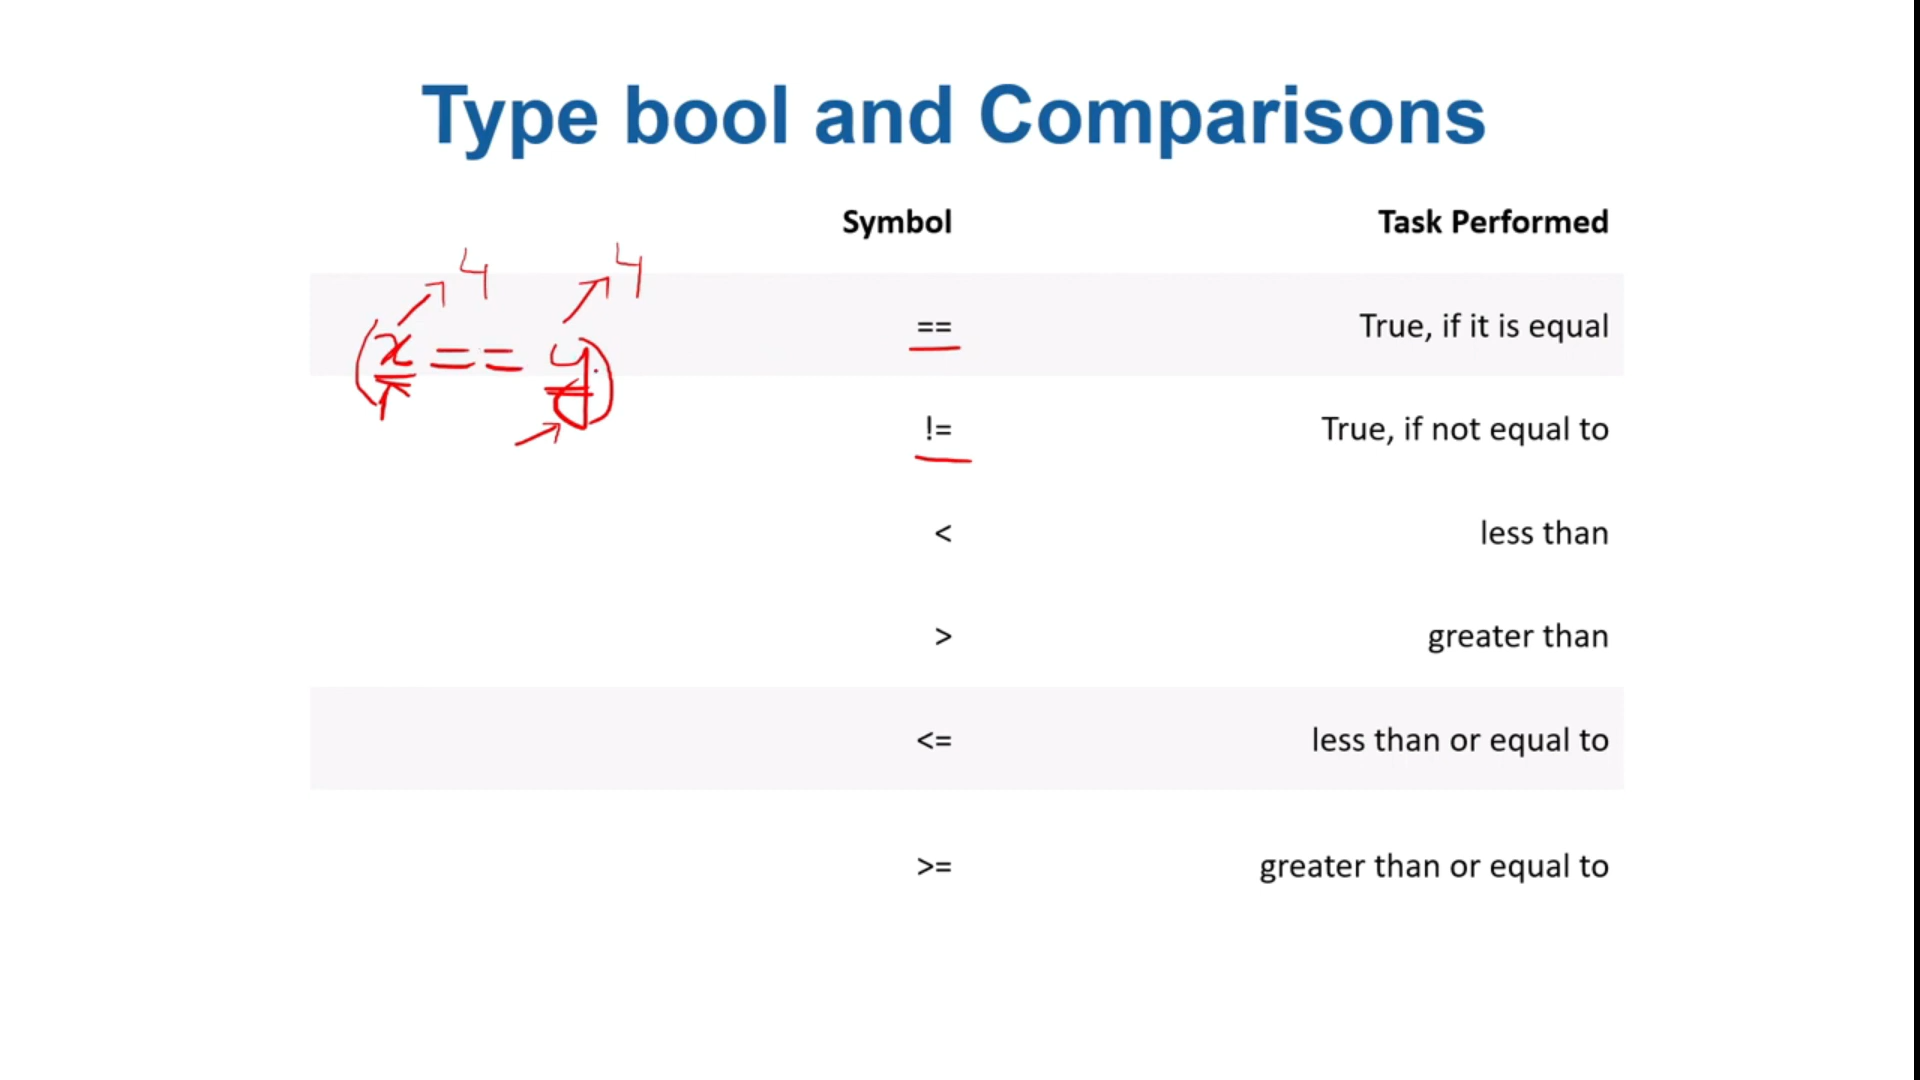 Type bool and Comparisons
Symbol Task Performed
4 4
(x == y)
== True, if it is equal
!= True, if not equal to
< less than
> greater than
<= less than or equal to
>= greater than or equal to